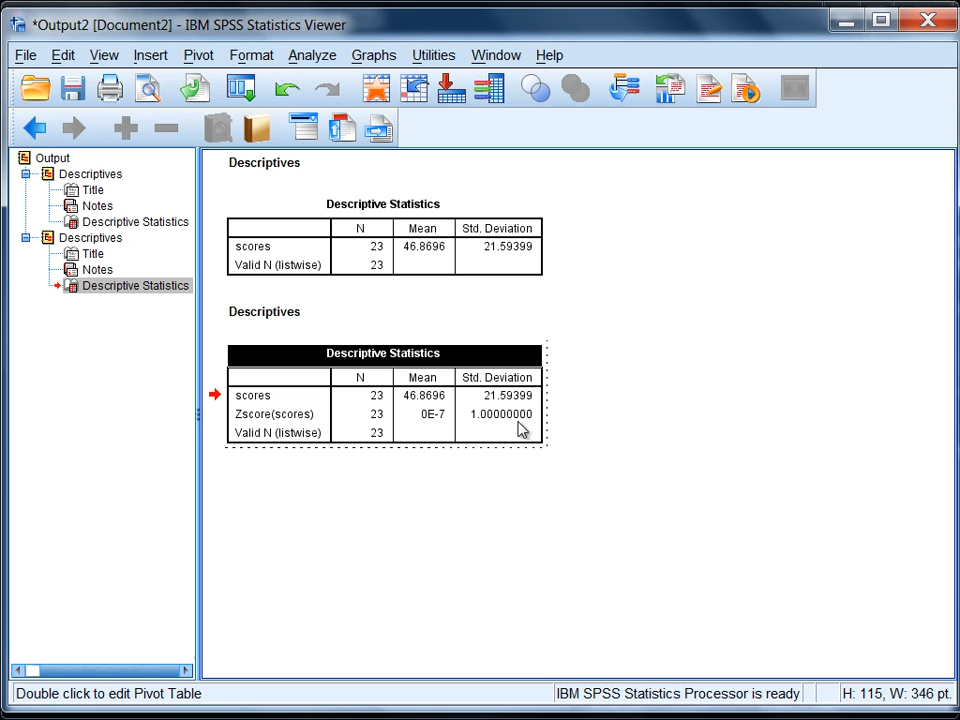 *Output2 [Document2] - IBM SPSS Statistics Viewer
File Edit View Insert Pivot Format Analyze Graphs Utilities Window Help
Output
Descriptives
Title
Notes
Descriptive Statistics
Descriptives
Title
Notes
Descriptive Statistics
Descriptives
Descriptive Statistics
N Mean Std. Deviation
scores 23 46.8696 21.59399
Valid N (listwise) 23
Descriptives
Descriptive Statistics
N Mean Std. Deviation
scores 23 46.8696 21.59399
Zscore(scores) 23 0E-7 1.00000000
Valid N (listwise) 23
Double click to edit Pivot Table IBM SPSS Statistics Processor is ready H: 115, W: 346 pt.